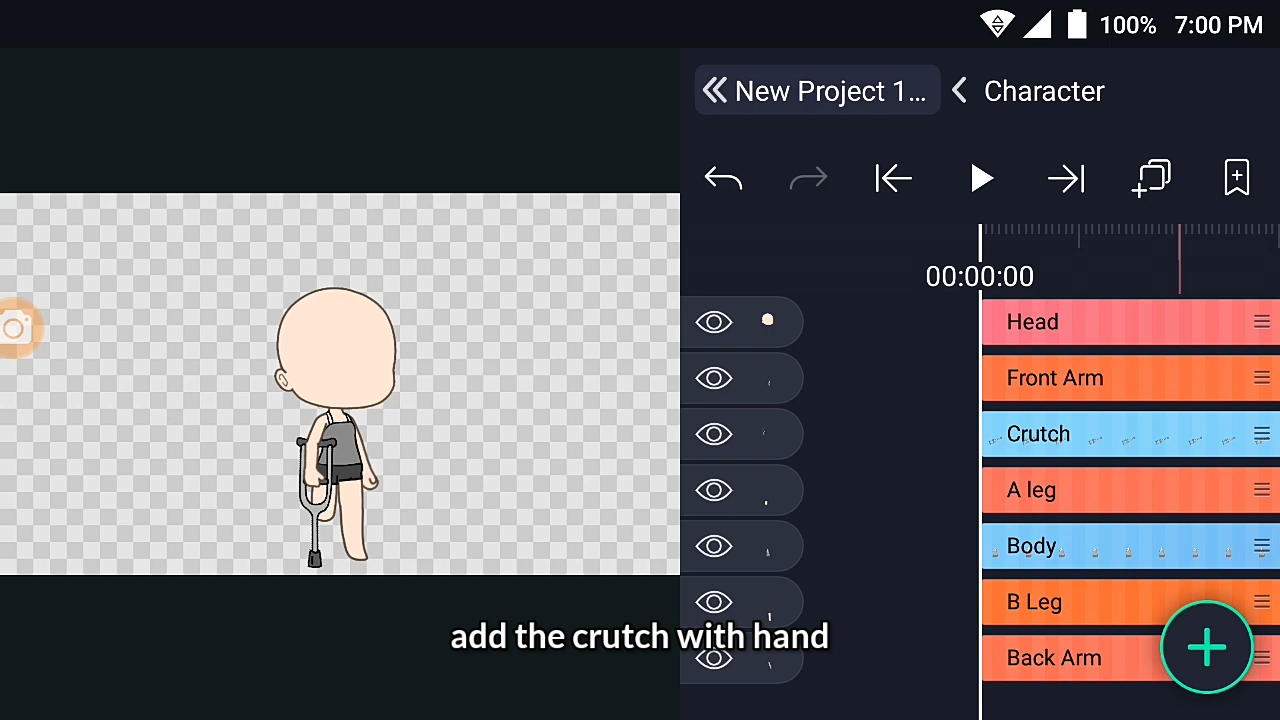 100% 7:00 PM
New Project 1... Character
00:00:00
Head
Front Arm
Crutch
A leg
Body
B Leg
add the crutch with hand
Back Arm